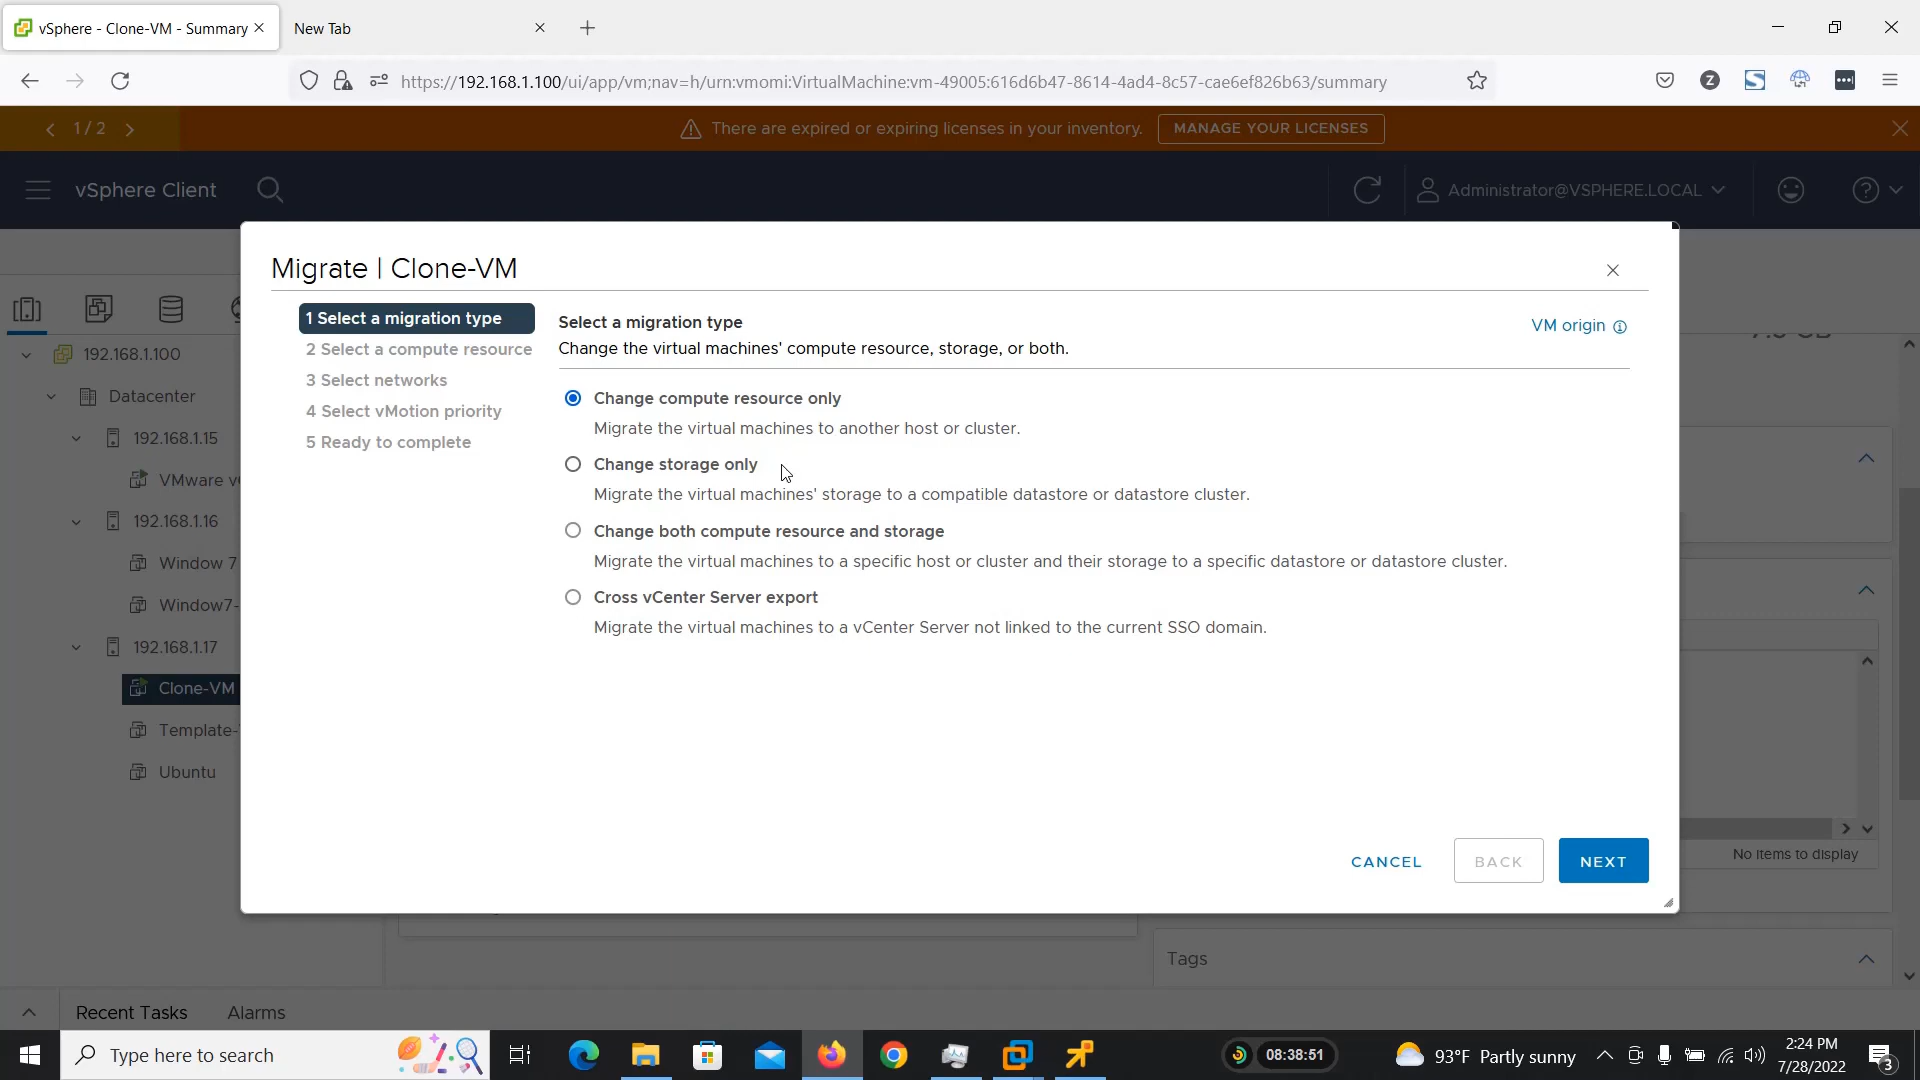 vSphere - Clone-VM - Summary
New Tab
https://192.168.1.100/ui/app/vm;nav=h/urn:vmomi:VirtualMachine:vm-49005:616d6b47-8614-4ad4-8c57-cae6ef826b63/summary
1 / 2
There are expired or expiring licenses in your inventory.
MANAGE YOUR LICENSES
vSphere Client
Administrator@VSPHERE.LOCAL
Migrate | Clone-VM
1 Select a migration type
2 Select a compute resource
3 Select networks
4 Select vMotion priority
5 Ready to complete
Select a migration type
VM origin
Change the virtual machines' compute resource, storage, or both.
Change compute resource only
Migrate the virtual machines to another host or cluster.
Change storage only
Migrate the virtual machines' storage to a compatible datastore or datastore cluster.
Change both compute resource and storage
Migrate the virtual machines to a specific host or cluster and their storage to a specific datastore or datastore cluster.
Cross vCenter Server export
Migrate the virtual machines to a vCenter Server not linked to the current SSO domain.
CANCEL
BACK
NEXT
192.168.1.100
Datacenter
192.168.1.15
VMware v
192.168.1.16
Window 7
Window7-
192.168.1.17
Clone-VM
Template-
Ubuntu
No items to display
Tags
Recent Tasks
Alarms
Type here to search
08:38:51
93°F Partly sunny
2:24 PM
7/28/2022
3